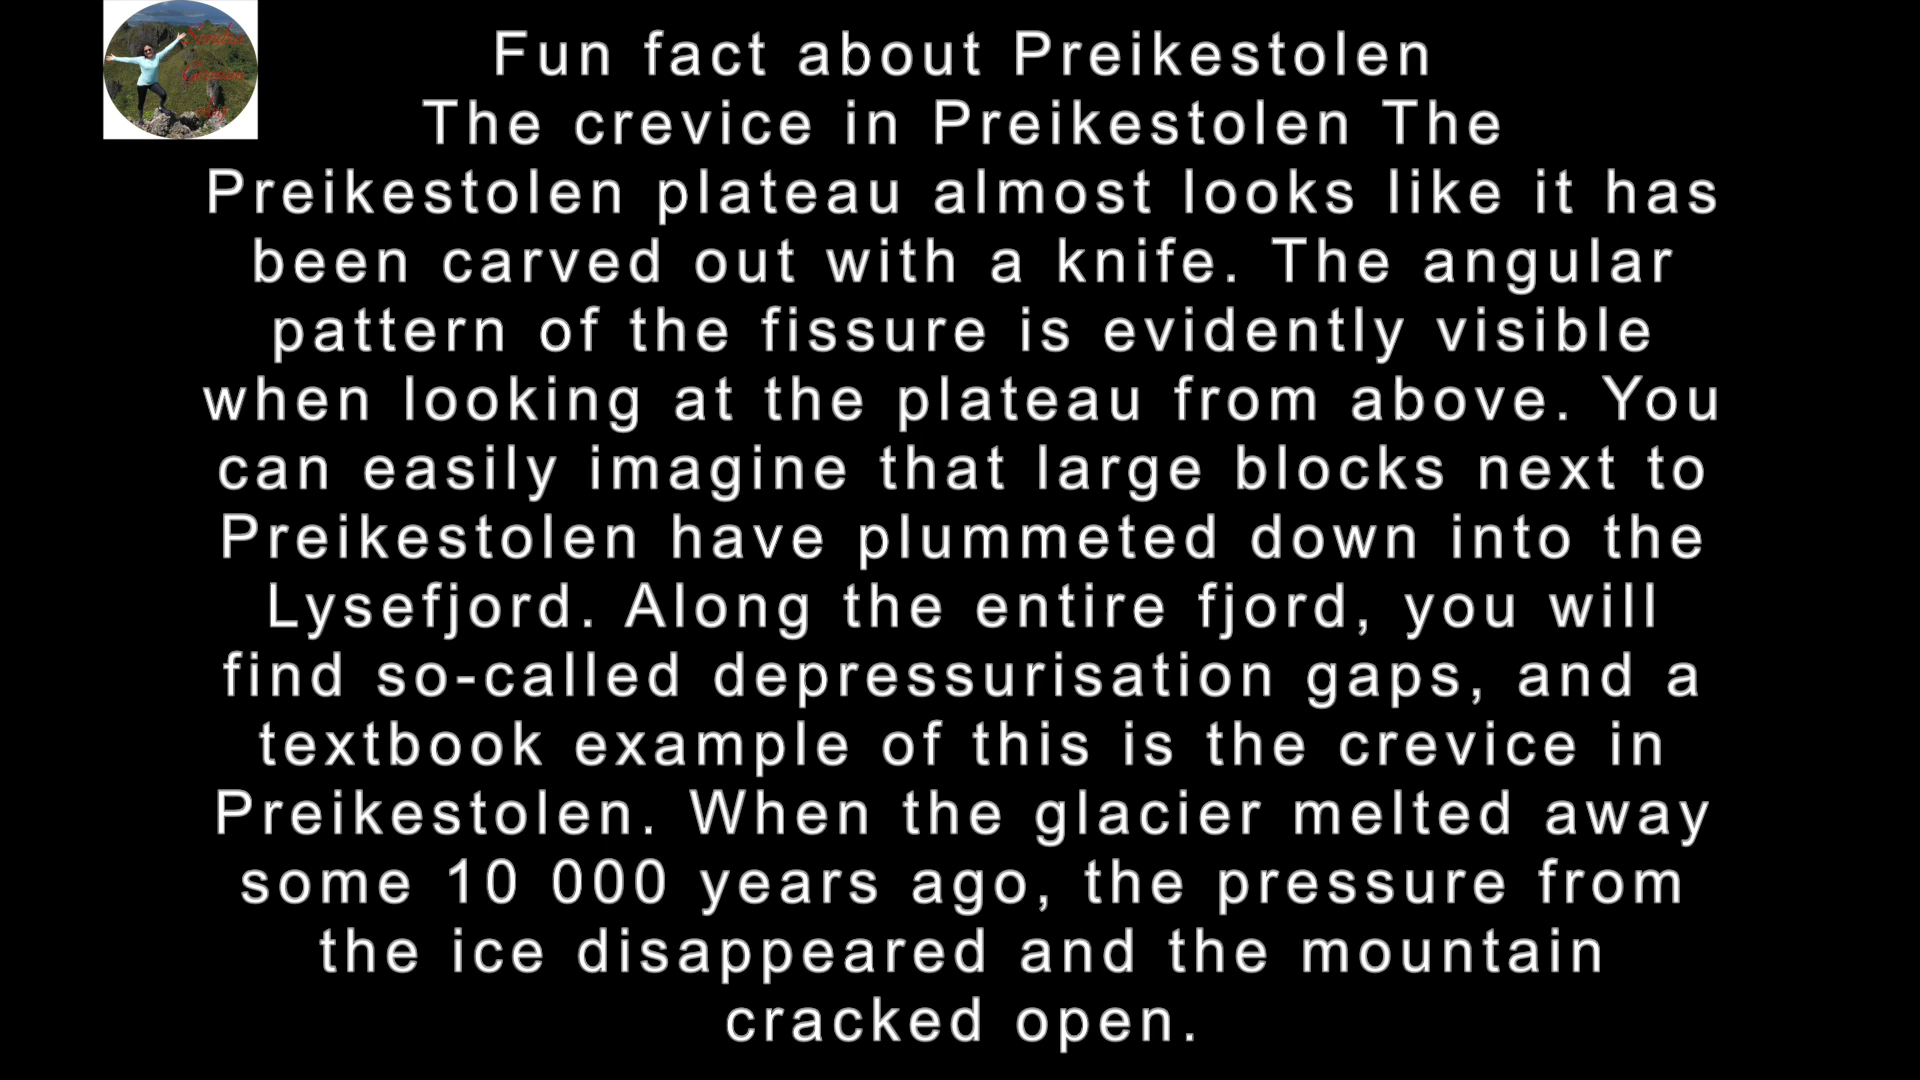 Fun fact about Preikestolen
The crevice in Preikestolen The
Preikestolen plateau almost looks like it has
been carved out with a knife. The angular
pattern of the fissure is evidently visible
when looking at the plateau from above. You
can easily imagine that large blocks next to
Preikestolen have plummeted down into the
Lysefjord. Along the entire fjord, you will
find so-called depressurisation gaps, and a
textbook example of this is the crevice in
Preikestolen. When the glacier melted away
some 10 000 years ago, the pressure from
the ice disappeared and the mountain
cracked open.